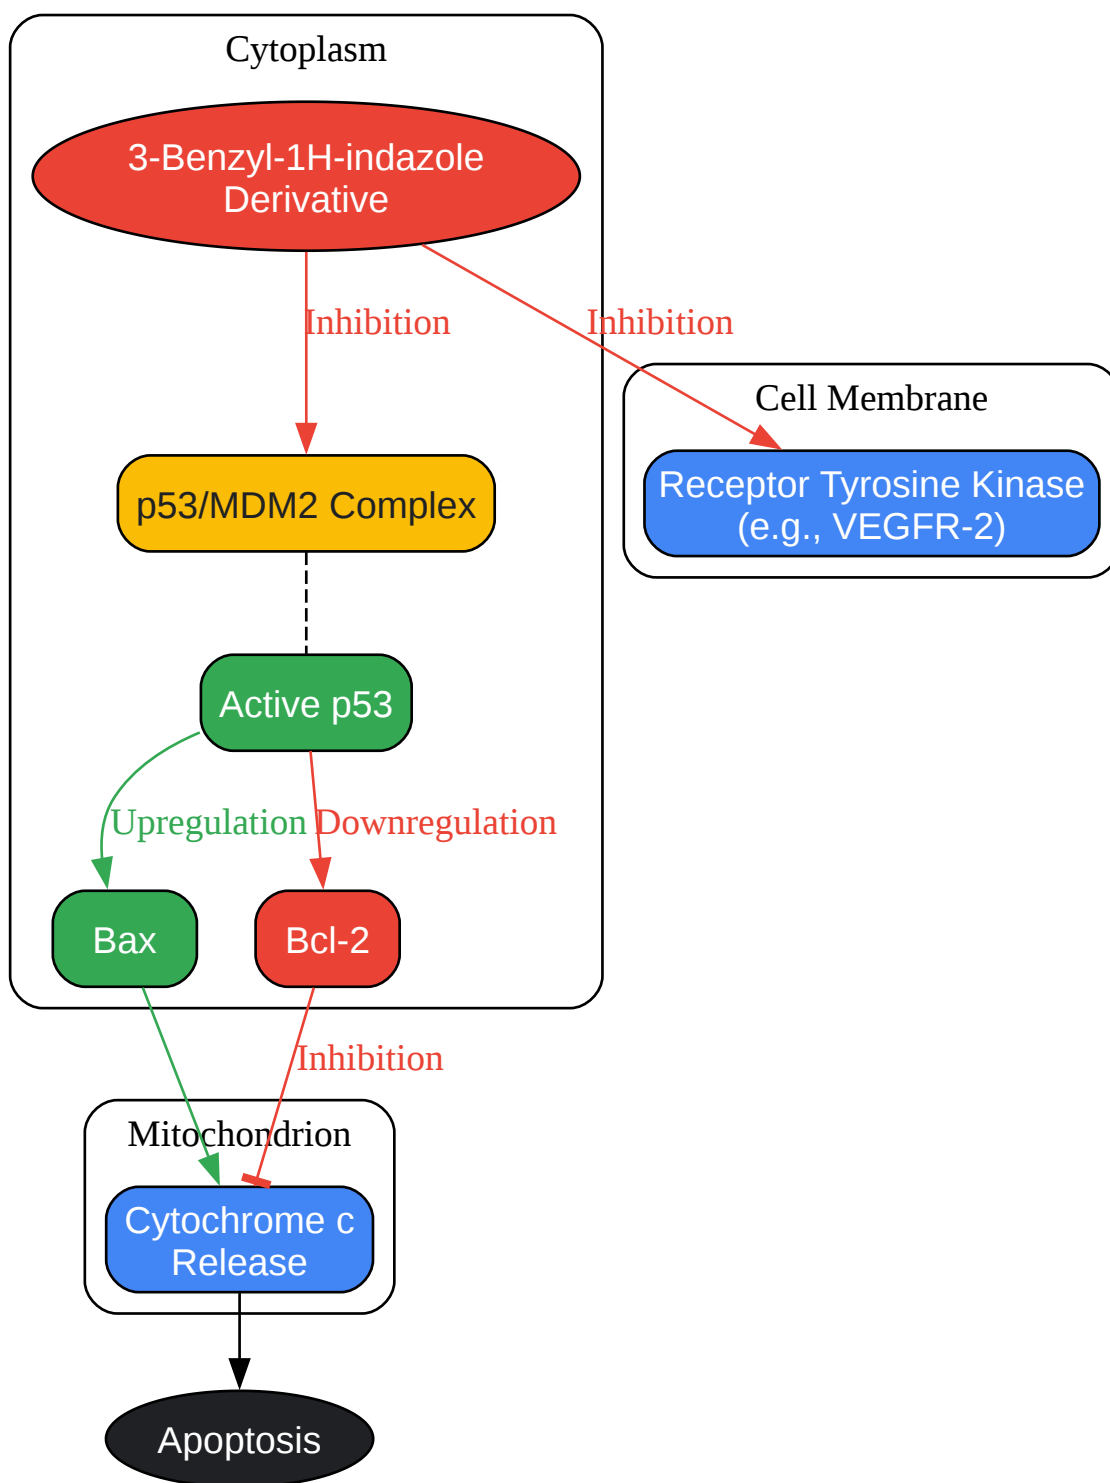 Cytoplasm
3-Benzyl-1H-indazole
Derivative
Inhibition
Inhibition
Cell Membrane
p53/MDM2 Complex
Receptor Tyrosine Kinase
(e.g., VEGFR-2)
Active p53
Upregulation
Downregulation
Bax
Bcl-2
Inhibition
Mitochondrion
Cytochrome c
Release
Apoptosis